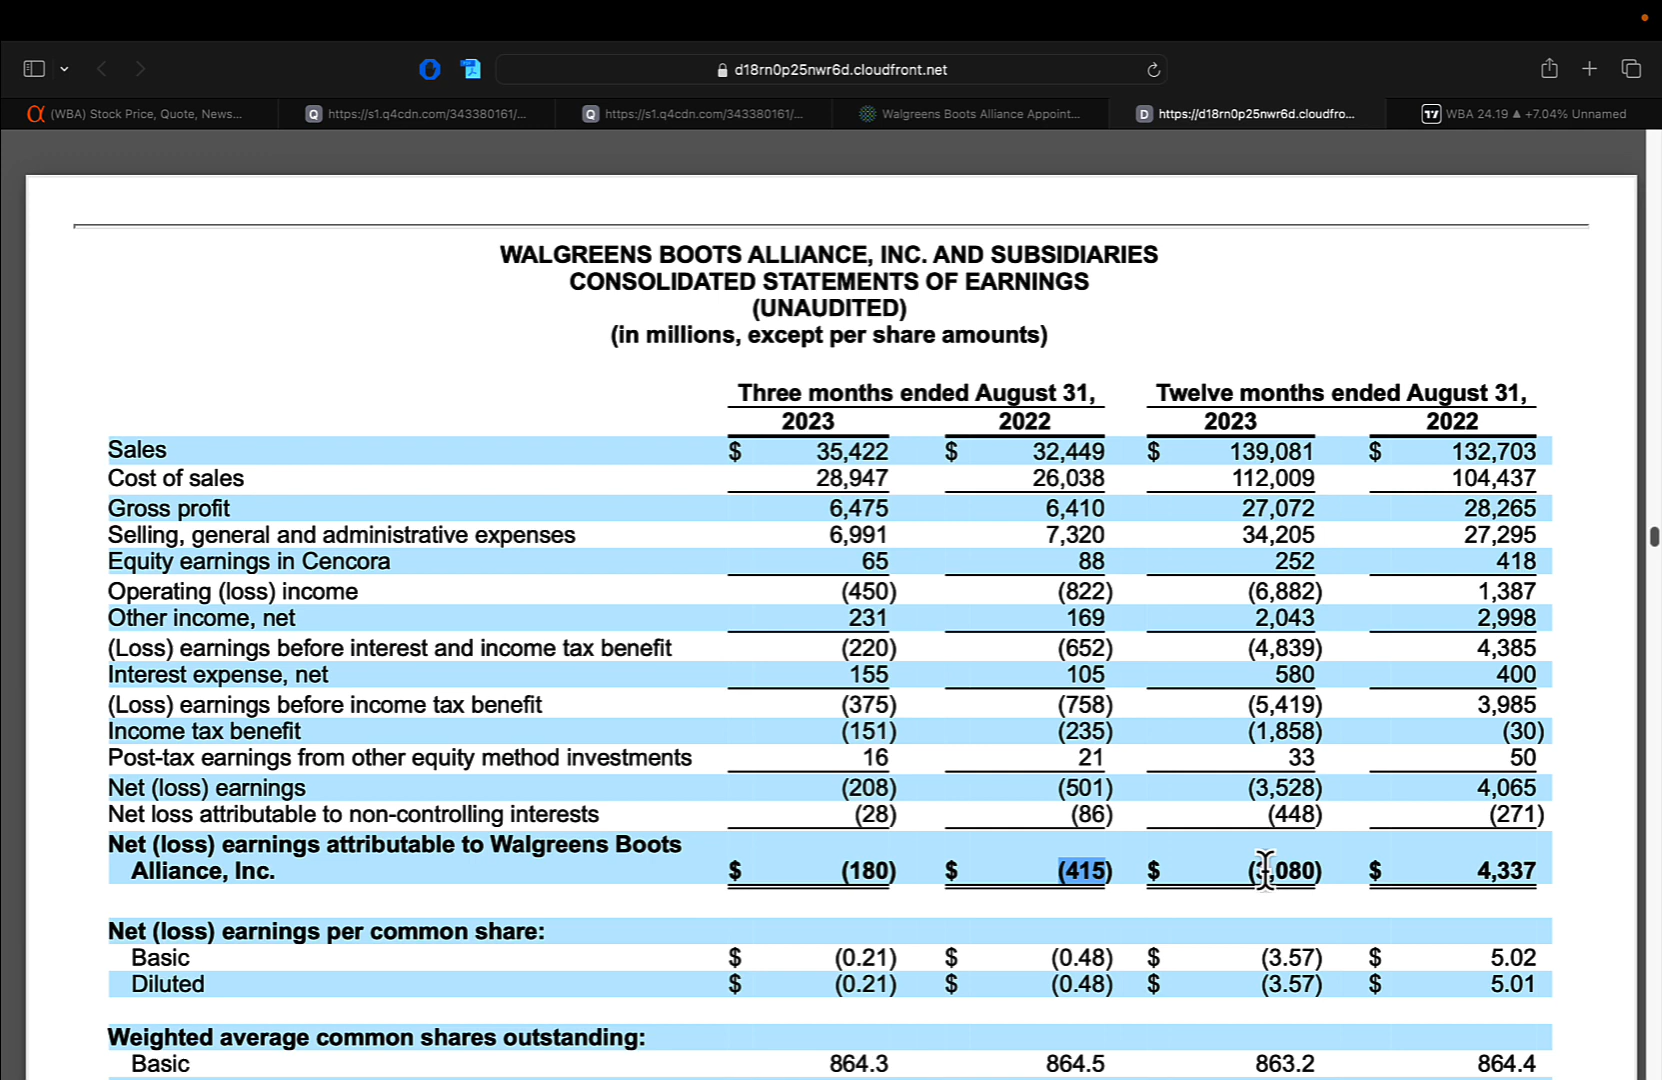 d18rn0p25nwr6d.cloudfront.net
(WBA) Stock Price, Quote, News... https://s1.q4cdn.com/343380161/... https://s1.q4cdn.com/343380161/... Walgreens Boots Alliance Appoint... https://d18rn0p25nwr6d.cloudfro... WBA 24.19 ▲ +7.04% Unnamed
WALGREENS BOOTS ALLIANCE, INC. AND SUBSIDIARIES
CONSOLIDATED STATEMENTS OF EARNINGS
(UNAUDITED)
(in millions, except per share amounts)
Three months ended August 31, Twelve months ended August 31,
2023 2022 2023 2022
Sales $ 35,422 $ 32,449 $ 139,081 $ 132,703
Cost of sales 28,947 26,038 112,009 104,437
Gross profit 6,475 6,410 27,072 28,265
Selling, general and administrative expenses 6,991 7,320 34,205 27,295
Equity earnings in Cencora 65 88 252 418
Operating (loss) income (450) (822) (6,882) 1,387
Other income, net 231 169 2,043 2,998
(Loss) earnings before interest and income tax benefit (220) (652) (4,839) 4,385
Interest expense, net 155 105 580 400
(Loss) earnings before income tax benefit (375) (758) (5,419) 3,985
Income tax benefit (151) (235) (1,858) (30)
Post-tax earnings from other equity method investments 16 21 33 50
Net (loss) earnings (208) (501) (3,528) 4,065
Net loss attributable to non-controlling interests (28) (86) (448) (271)
Net (loss) earnings attributable to Walgreens Boots
Alliance, Inc. $ (180) $ (415) $ (3,080) $ 4,337
Net (loss) earnings per common share:
Basic $ (0.21) $ (0.48) $ (3.57) $ 5.02
Diluted $ (0.21) $ (0.48) $ (3.57) $ 5.01
Weighted average common shares outstanding:
Basic 864.3 864.5 863.2 864.4